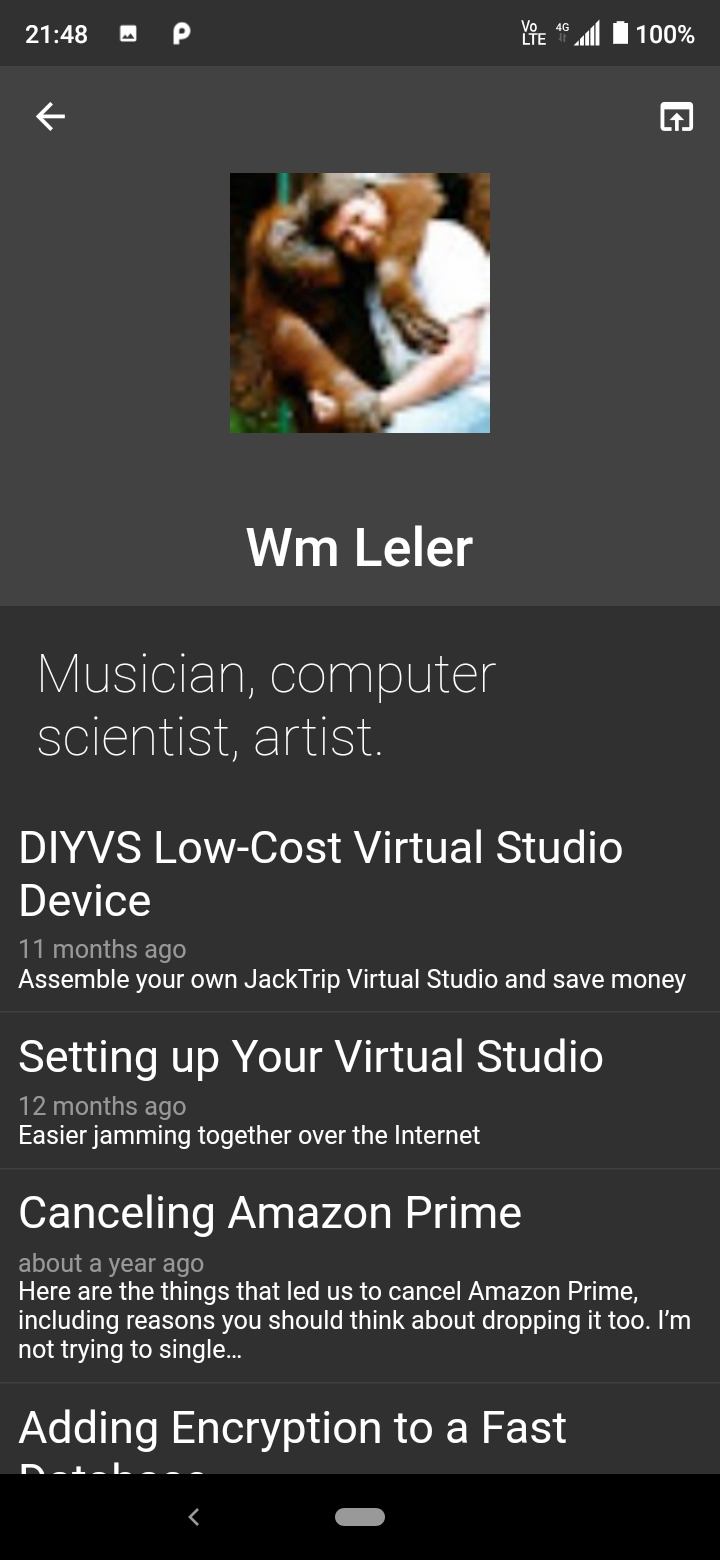 21:48
Vo LTE 4G 100%
Wm Leler
Musician, computer
scientist, artist.
DIYVS Low-Cost Virtual Studio
Device
11 months ago
Assemble your own JackTrip Virtual Studio and save money
Setting up Your Virtual Studio
12 months ago
Easier jamming together over the Internet
Canceling Amazon Prime
about a year ago
Here are the things that led us to cancel Amazon Prime,
including reasons you should think about dropping it too. I’m
not trying to single…
Adding Encryption to a Fast
Database